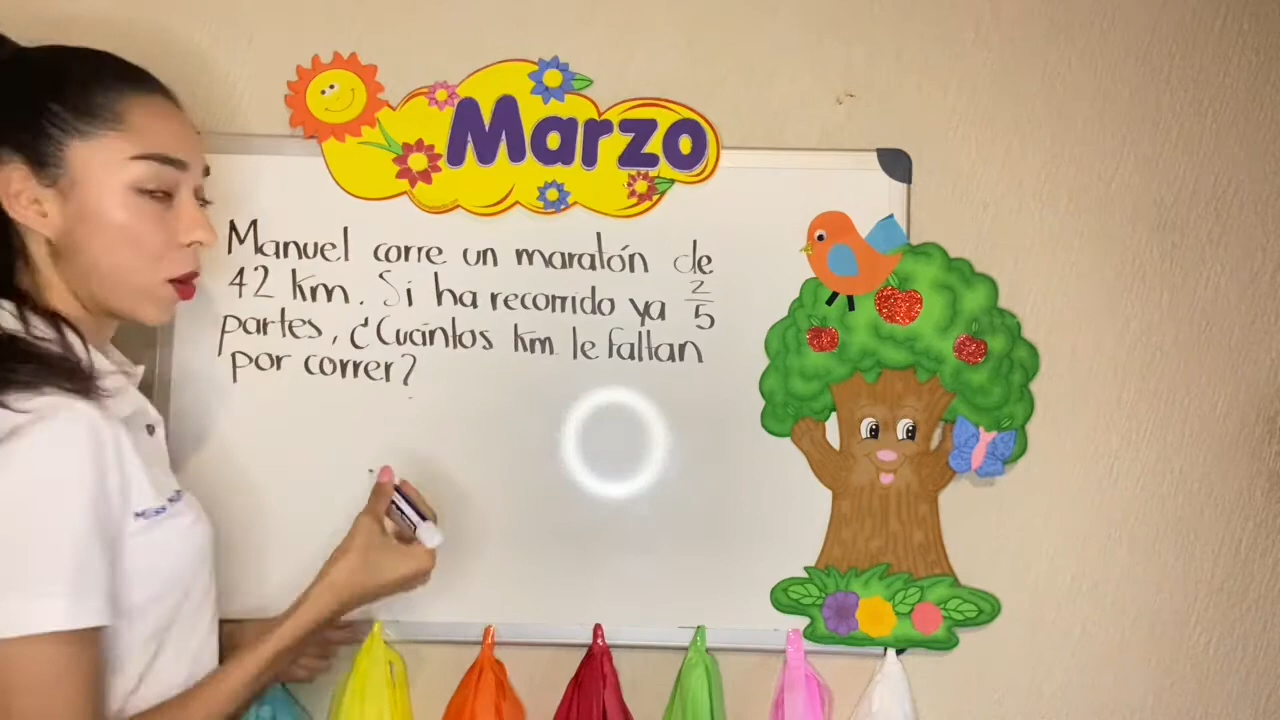 Marzo
Manuel corre un maratón de
42 km. Si ha recorrido ya 2/5
partes, ¿Cuántos km le faltan
por correr?
Miss